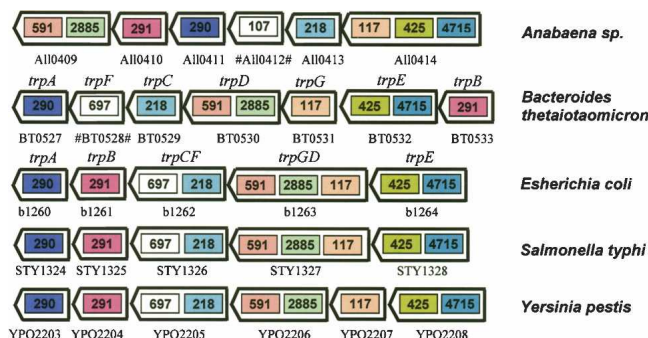 591 2885 291 290 107 218 117 425 4715 Anabaena sp.
All0409 All0410 All0411 #All0412# All0413 All0414
trpA trpF trpC trpD trpG trpE trpB
290 697 218 591 2885 117 425 4715 291 Bacteroides thetaiotaomicron
BT0527 #BT0528# BT0529 BT0530 BT0531 BT0532 BT0533
trpA trpB trpCF trpGD trpE
290 291 697 218 591 2885 117 425 4715 Esherichia coli
b1260 b1261 b1262 b1263 b1264
290 291 697 218 591 2885 117 425 4715 Salmonella typhi
STY1324 STY1325 STY1326 STY1327 STY1328
290 291 697 218 591 2885 117 425 4715 Yersinia pestis
YPO2203 YPO2204 YPO2205 YPO2206 YPO2207 YPO2208